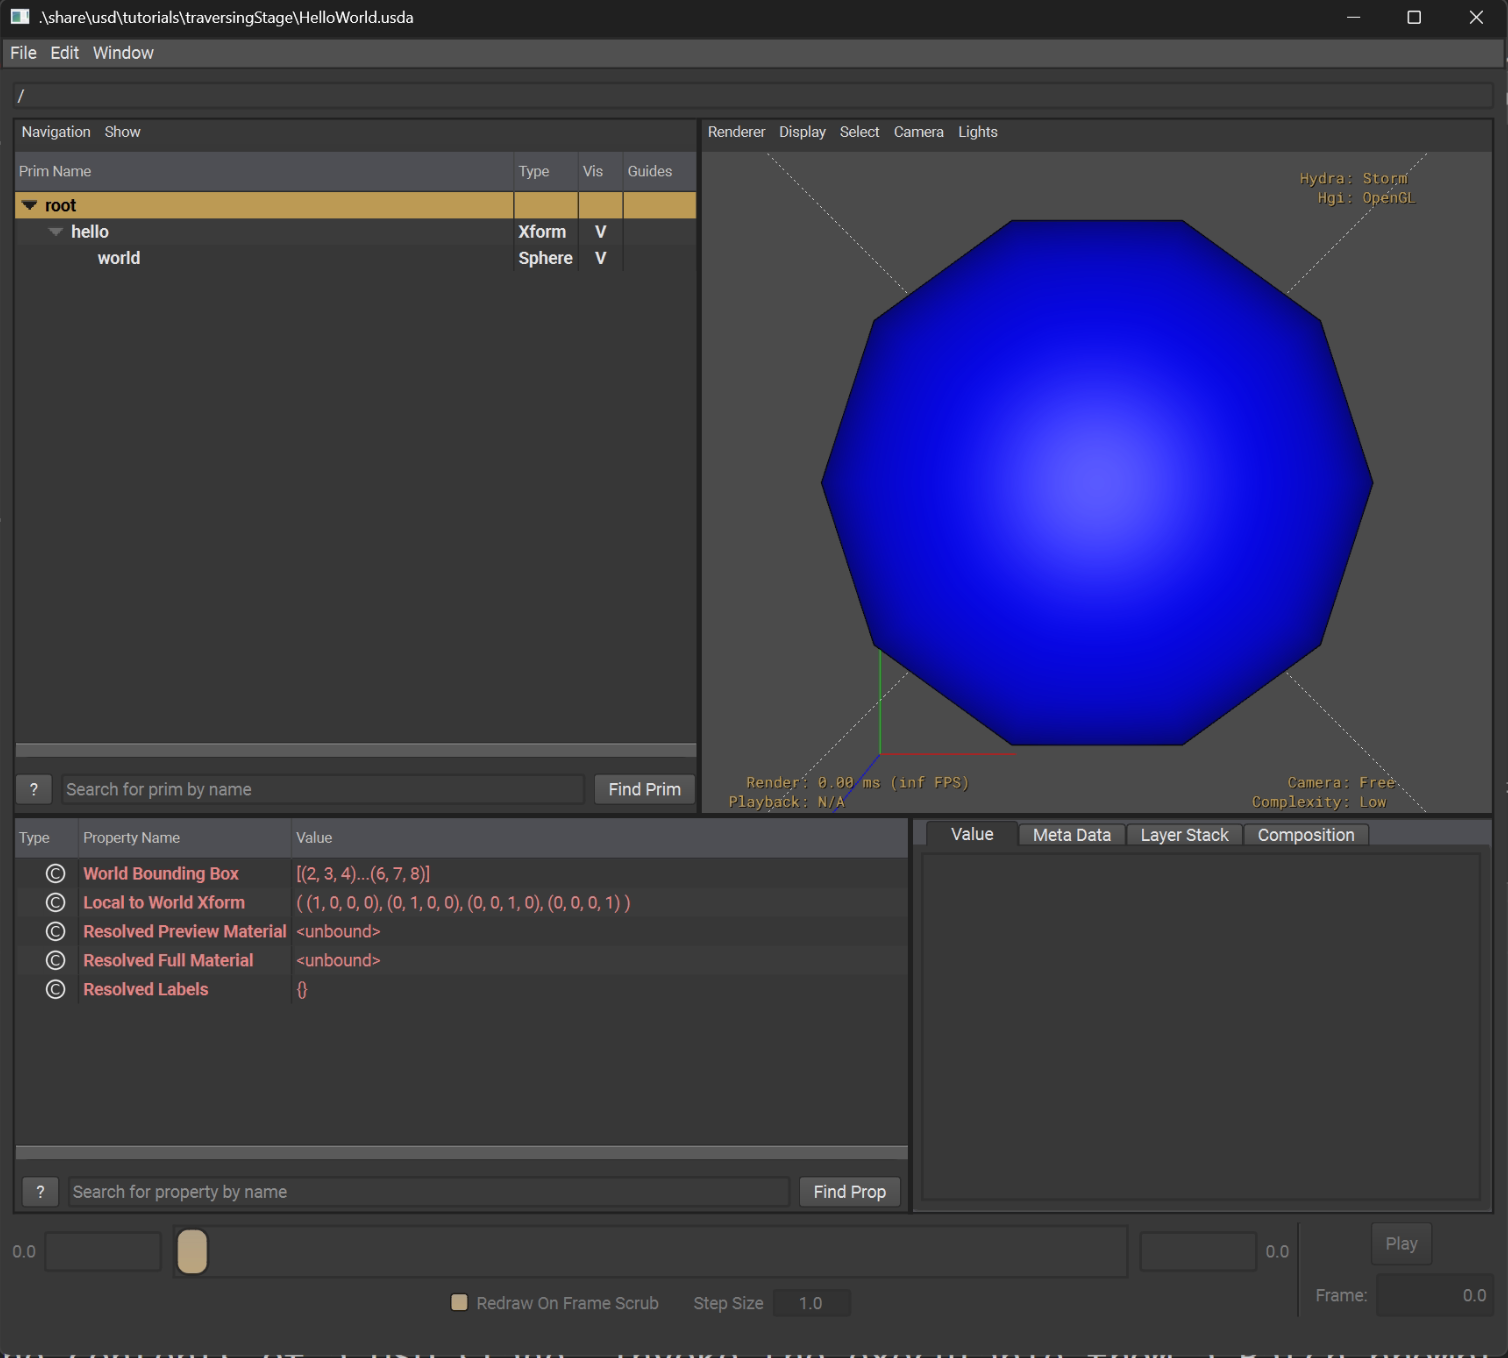 .\share\usd\tutorials\traversingStage\HelloWorld.usda
File Edit Window
/
Navigation Show
Prim Name Type Vis Guides
root
hello Xform V
world Sphere V
? Search for prim by name Find Prim
Renderer Display Select Camera Lights
Hydra: Storm
Hgi: OpenGL
Render: 0.00 ms (inf FPS)
Playback: N/A
Camera: Free
Complexity: Low
Type Property Name Value
© World Bounding Box [(2, 3, 4)...(6, 7, 8)]
© Local to World Xform ( (1, 0, 0, 0), (0, 1, 0, 0), (0, 0, 1, 0), (0, 0, 0, 1) )
© Resolved Preview Material <unbound>
© Resolved Full Material <unbound>
© Resolved Labels {}
? Search for property by name Find Prop
Value Meta Data Layer Stack Composition
0.0 0.0 Play
Redraw On Frame Scrub Step Size 1.0 Frame: 0.0